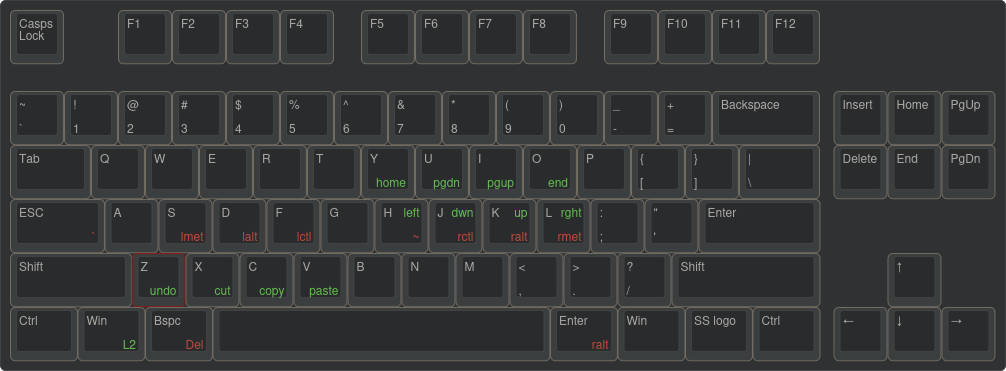 Casps Lock F1 F2 F3 F4 F5 F6 F7 F8 F9 F10 F11 F12
~ ! @ # $ % ^ & * ( ) _ + Backspace Insert Home PgUp
` 1 2 3 4 5 6 7 8 9 0 - =
Tab Q W E R T Y U I O P { } | Delete End PgDn
home pgdn pgup end [ ] \
ESC A S D F G H left J dwn K up L rght : " Enter
` lmet lalt lctl ~ rctl ralt rmet ; '
Shift Z X C V B N M < > ? Shift ↑
undo cut copy paste , . /
Ctrl Win Bspc Enter Win SS logo Ctrl ← ↓ →
L2 Del ralt